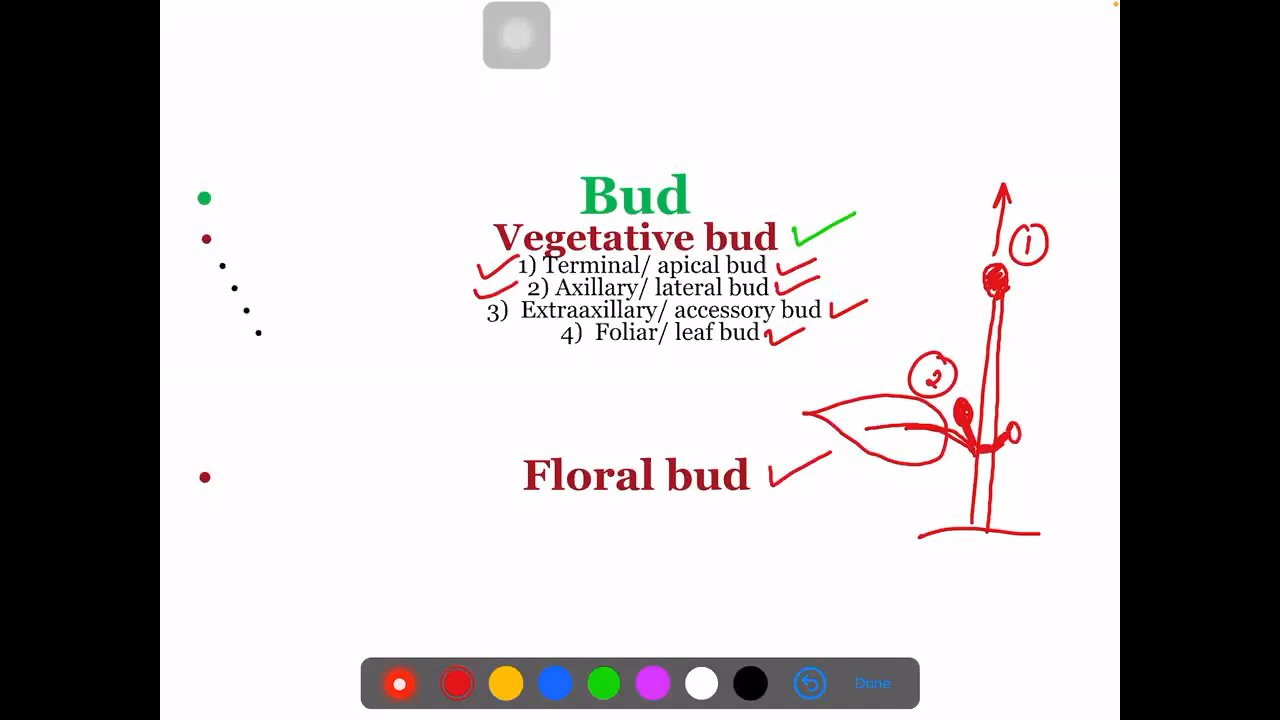 Bud
Vegetative bud
1) Terminal/ apical bud
2) Axillary/ lateral bud
3) Extraaxillary/ accessory bud
4) Foliar/ leaf bud
1
2
Floral bud
Done